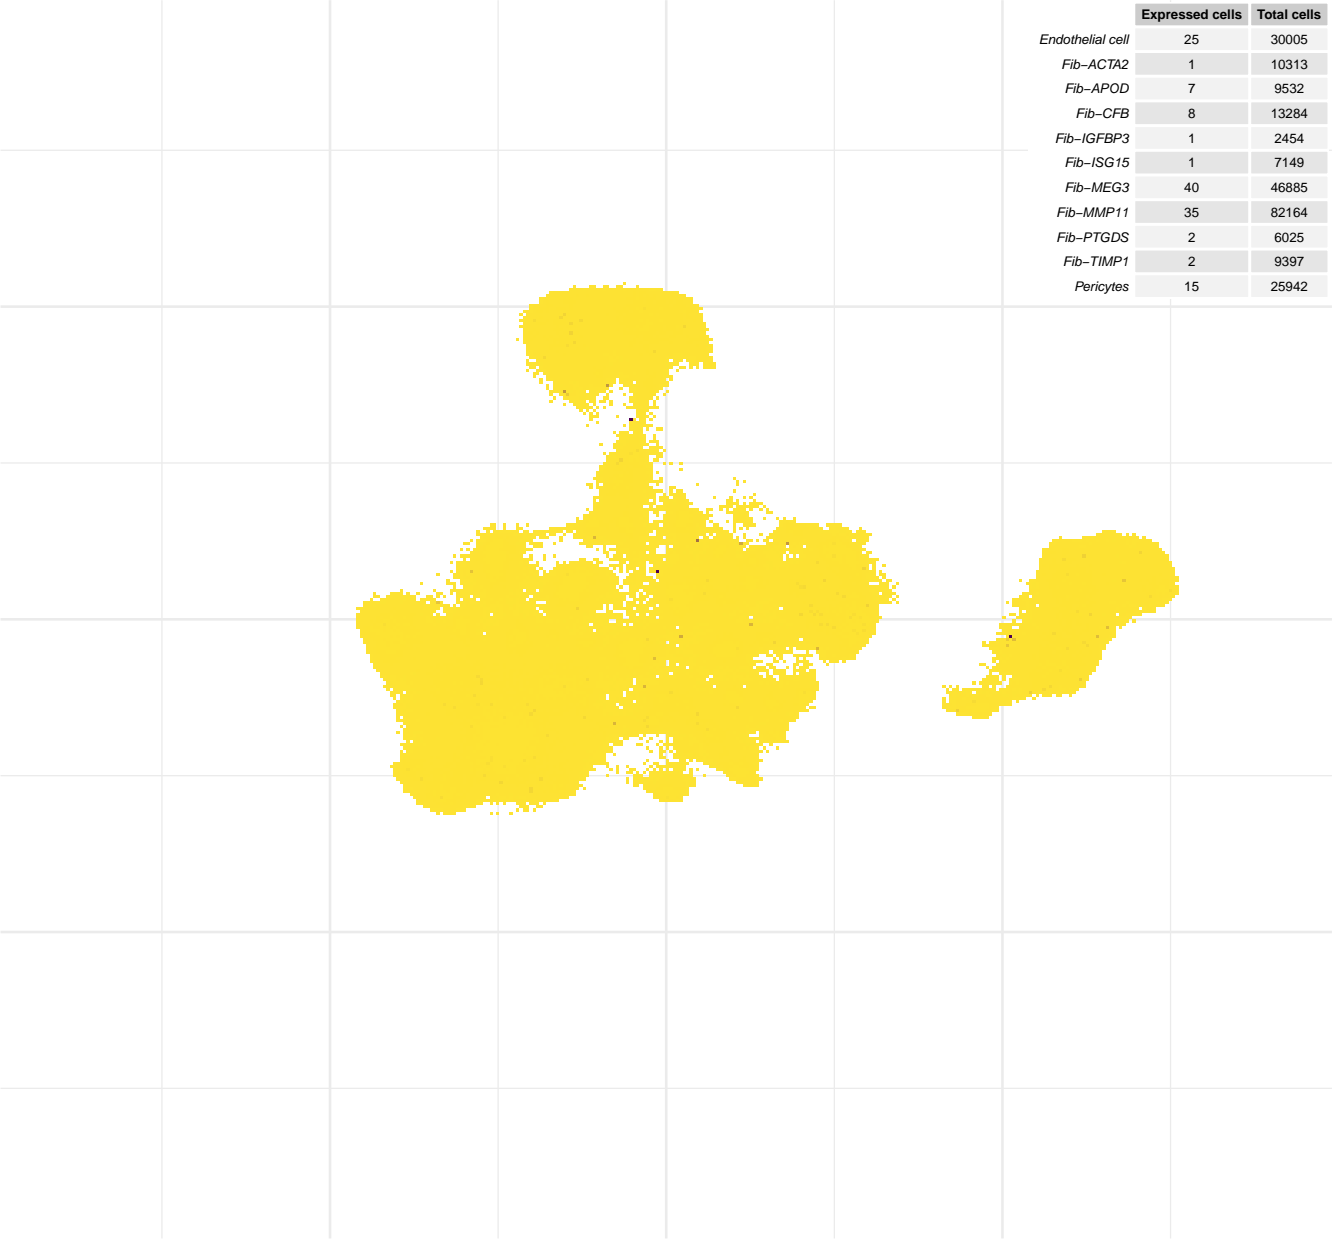 Expressed cells Total cells
Endothelial cell 25 30005
Fib−ACTA2 1 10313
Fib−APOD 7 9532
Fib−CFB 8 13284
Fib−IGFBP3 1 2454
Fib−ISG15 1 7149
Fib−MEG3 40 46885
Fib−MMP11 35 82164
Fib−PTGDS 2 6025
Fib−TIMP1 2 9397
Pericytes 15 25942